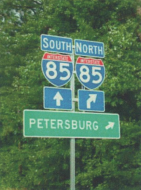 South North
INTERSTATE INTERSTATE
85 85
PETERSBURG